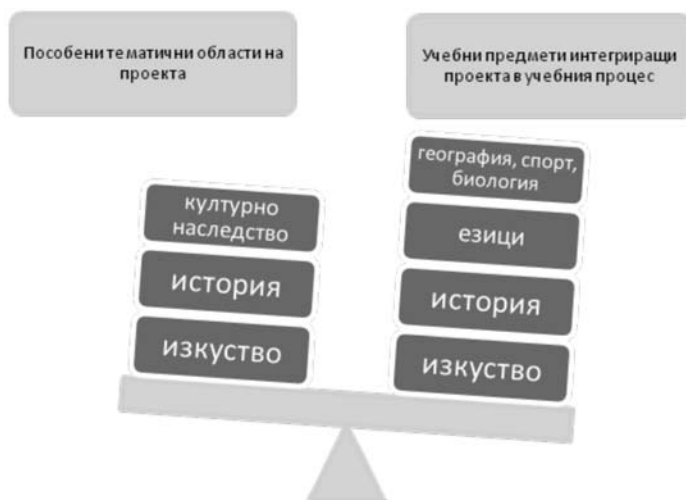 Пособени тематични области на
проекта
Учебни предмети интегриращи
проекта в учебния процес
културно
наследство
история
изкуство
география, спорт,
биология
езици
история
изкуство